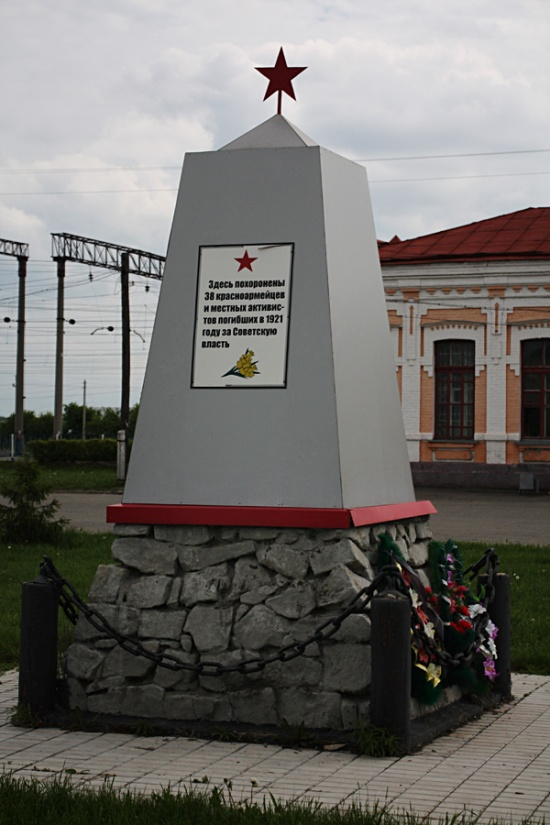 Здесь похоронены
38 красноармейцев
и местных активис-
тов погибших в 1921
году за Советскую
власть